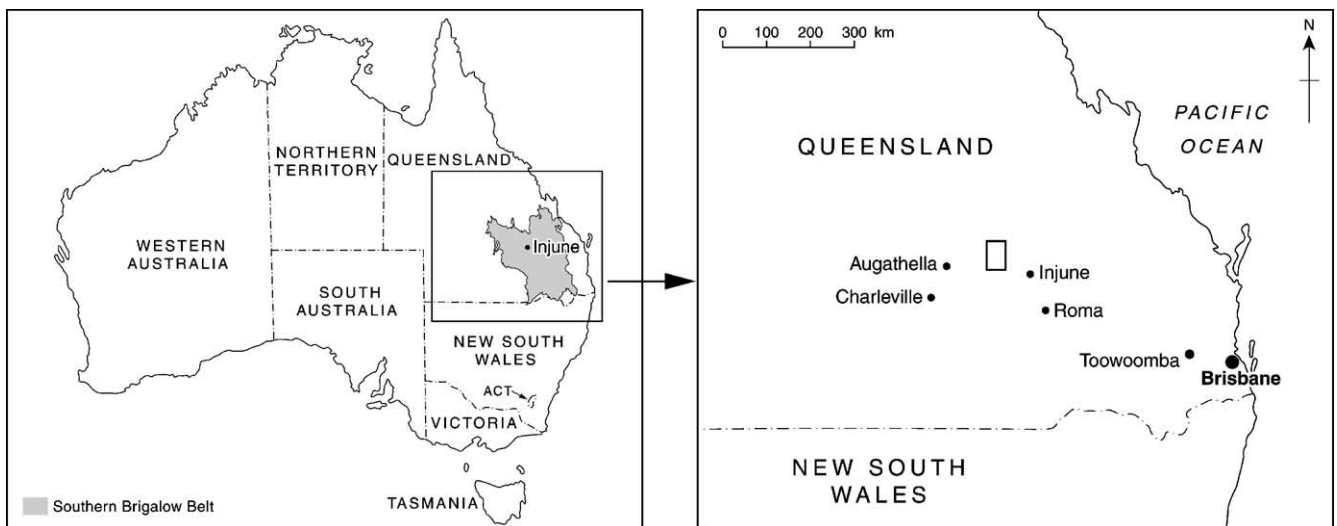 NORTHERN
TERRITORY
QUEENSLAND
WESTERN
AUSTRALIA
Injune
SOUTH
AUSTRALIA
NEW SOUTH
WALES
ACT
VICTORIA
TASMANIA
Southern Brigalow Belt
0 100 200 300 km
N
PACIFIC
OCEAN
QUEENSLAND
Augathella
Injune
Charleville
Roma
Toowoomba
Brisbane
NEW SOUTH
WALES